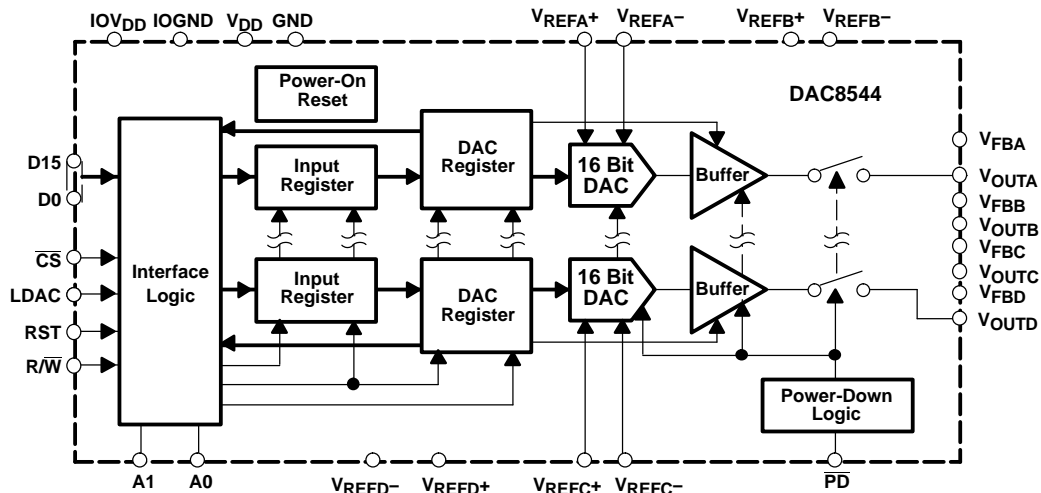 IOVDD IOGND VDD GND VREFA+ VREFA− VREFB+ VREFB−
Power-On
Reset
DAC8544
D15
D0
CS
LDAC
RST
R/W
Interface
Logic
Input
Register
DAC
Register
16 Bit
DAC
Buffer
Input
Register
DAC
Register
16 Bit
DAC
Buffer
VFBA
VOUTA
VFBB
VOUTB
VFBC
VOUTC
VFBD
VOUTD
Power-Down
Logic
A1 A0 VREFD− VREFD+ VREFC+ VREFC− PD